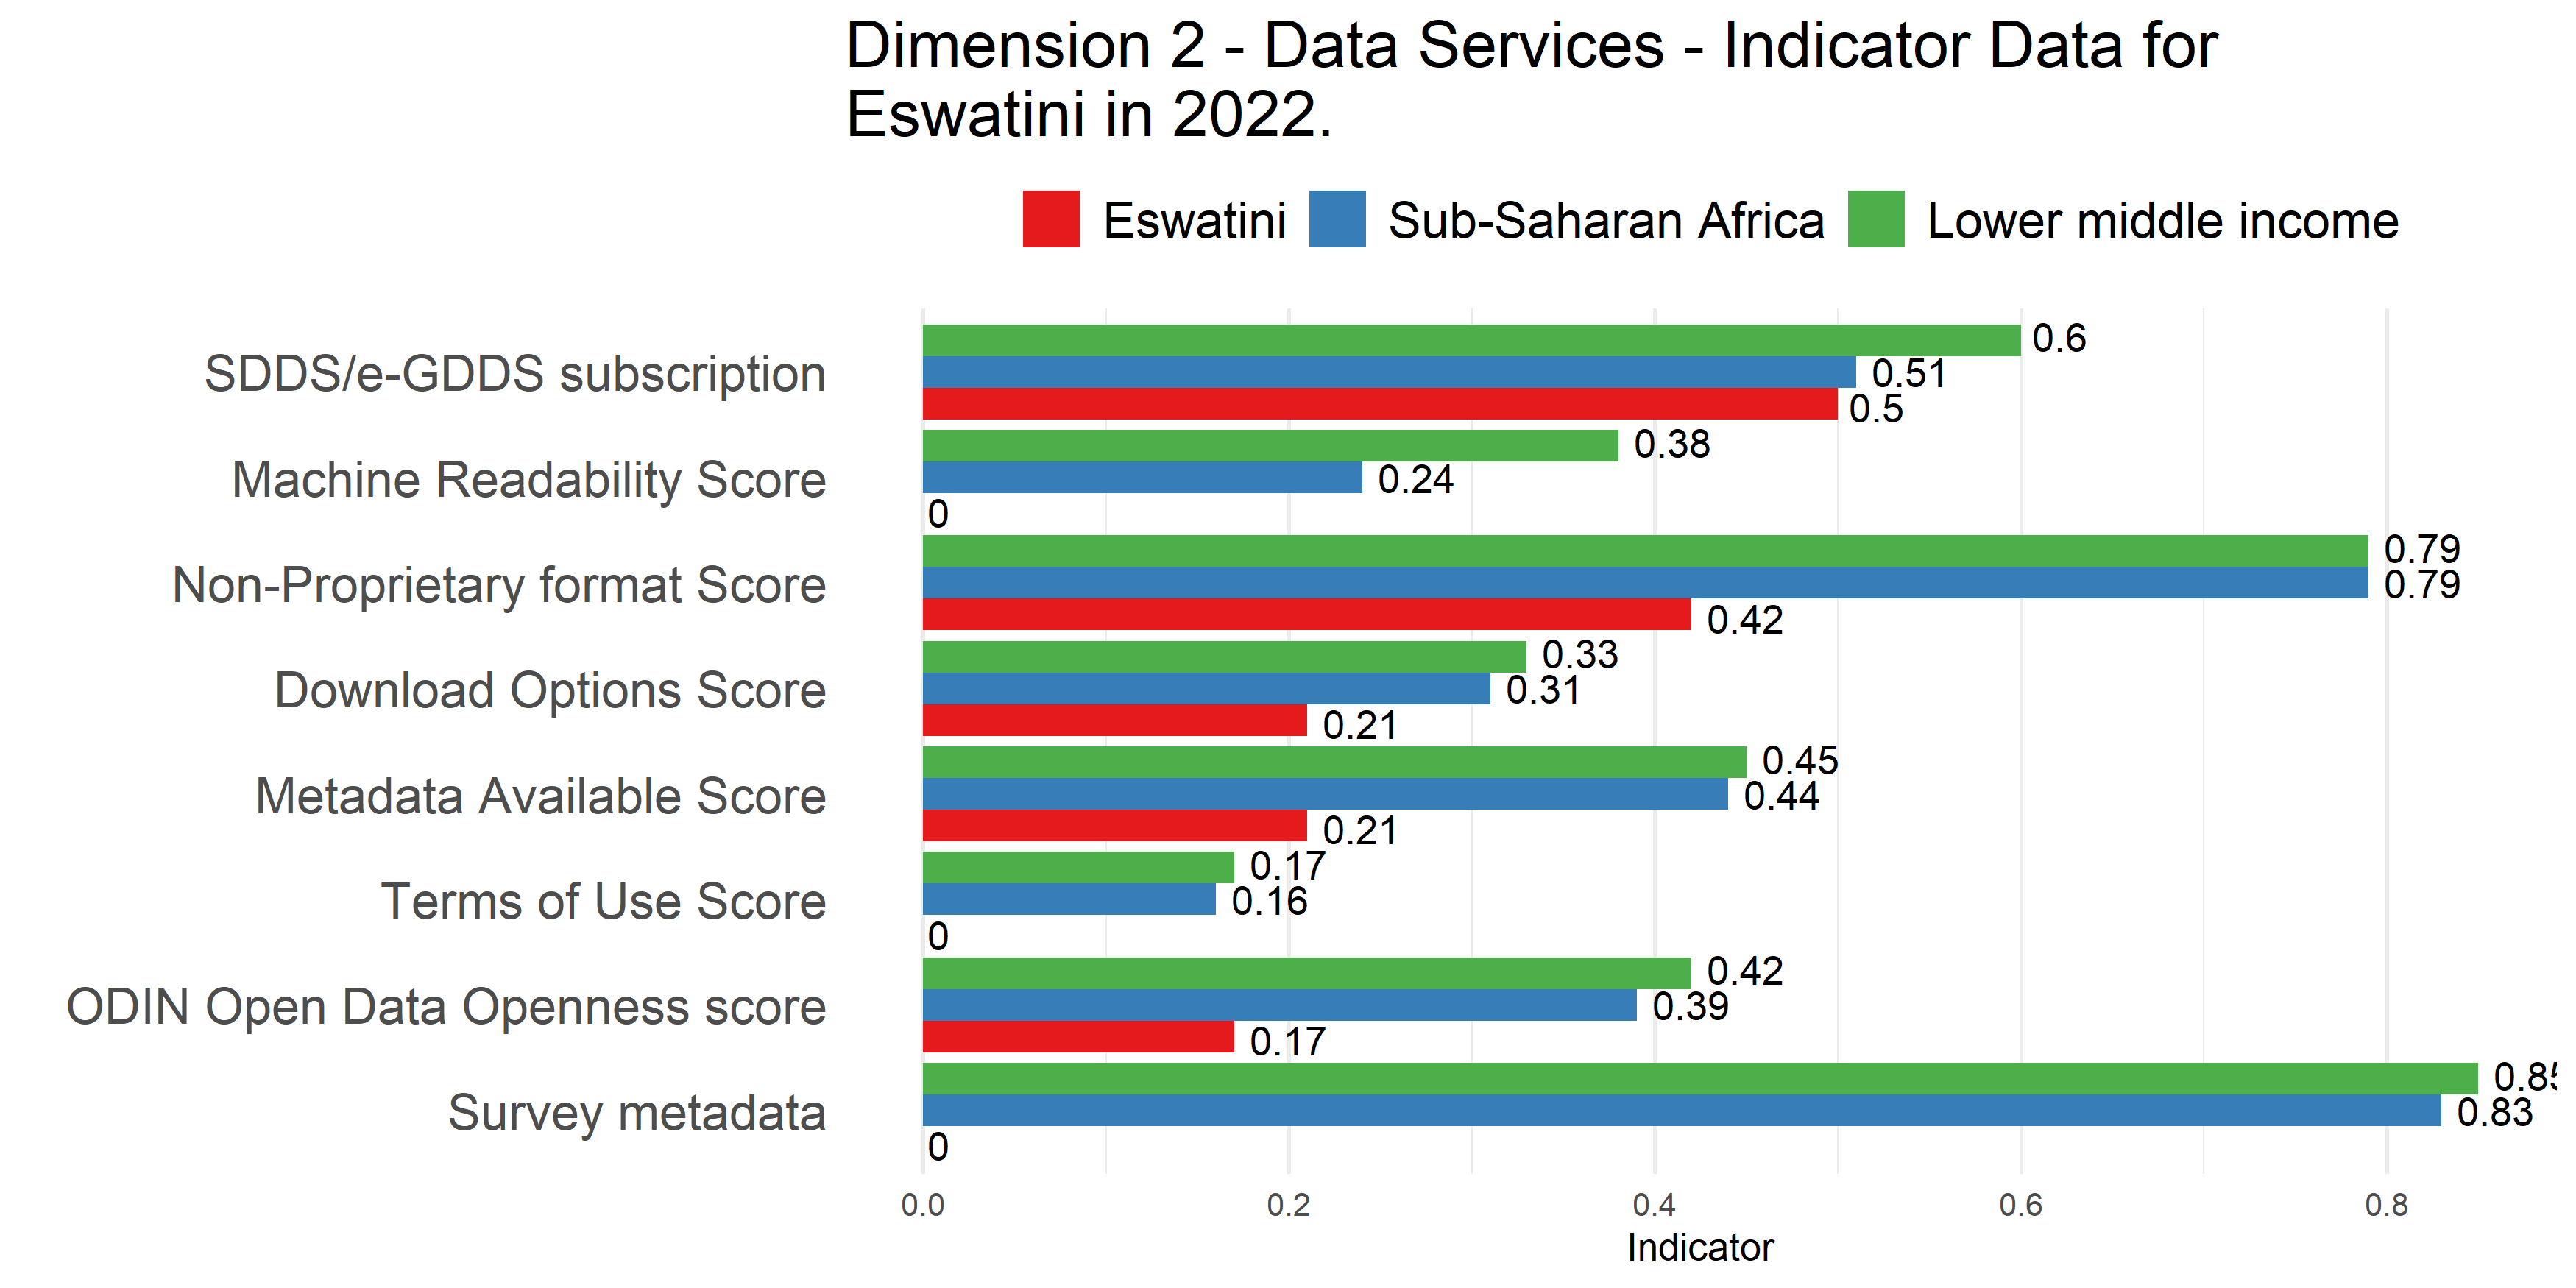 Dimension 2 - Data Services - Indicator Data for
Eswatini in 2022.
Eswatini Sub-Saharan Africa Lower middle income
SDDS/e-GDDS subscription
0.6
0.51
0.5
Machine Readability Score
0.38
0.24
0
Non-Proprietary format Score
0.79
0.79
0.42
Download Options Score
0.33
0.31
0.21
Metadata Available Score
0.45
0.44
0.21
Terms of Use Score
0.17
0.16
0
ODIN Open Data Openness score
0.42
0.39
0.17
Survey metadata
0.85
0.83
0
0.0 0.2 0.4 0.6 0.8
Indicator